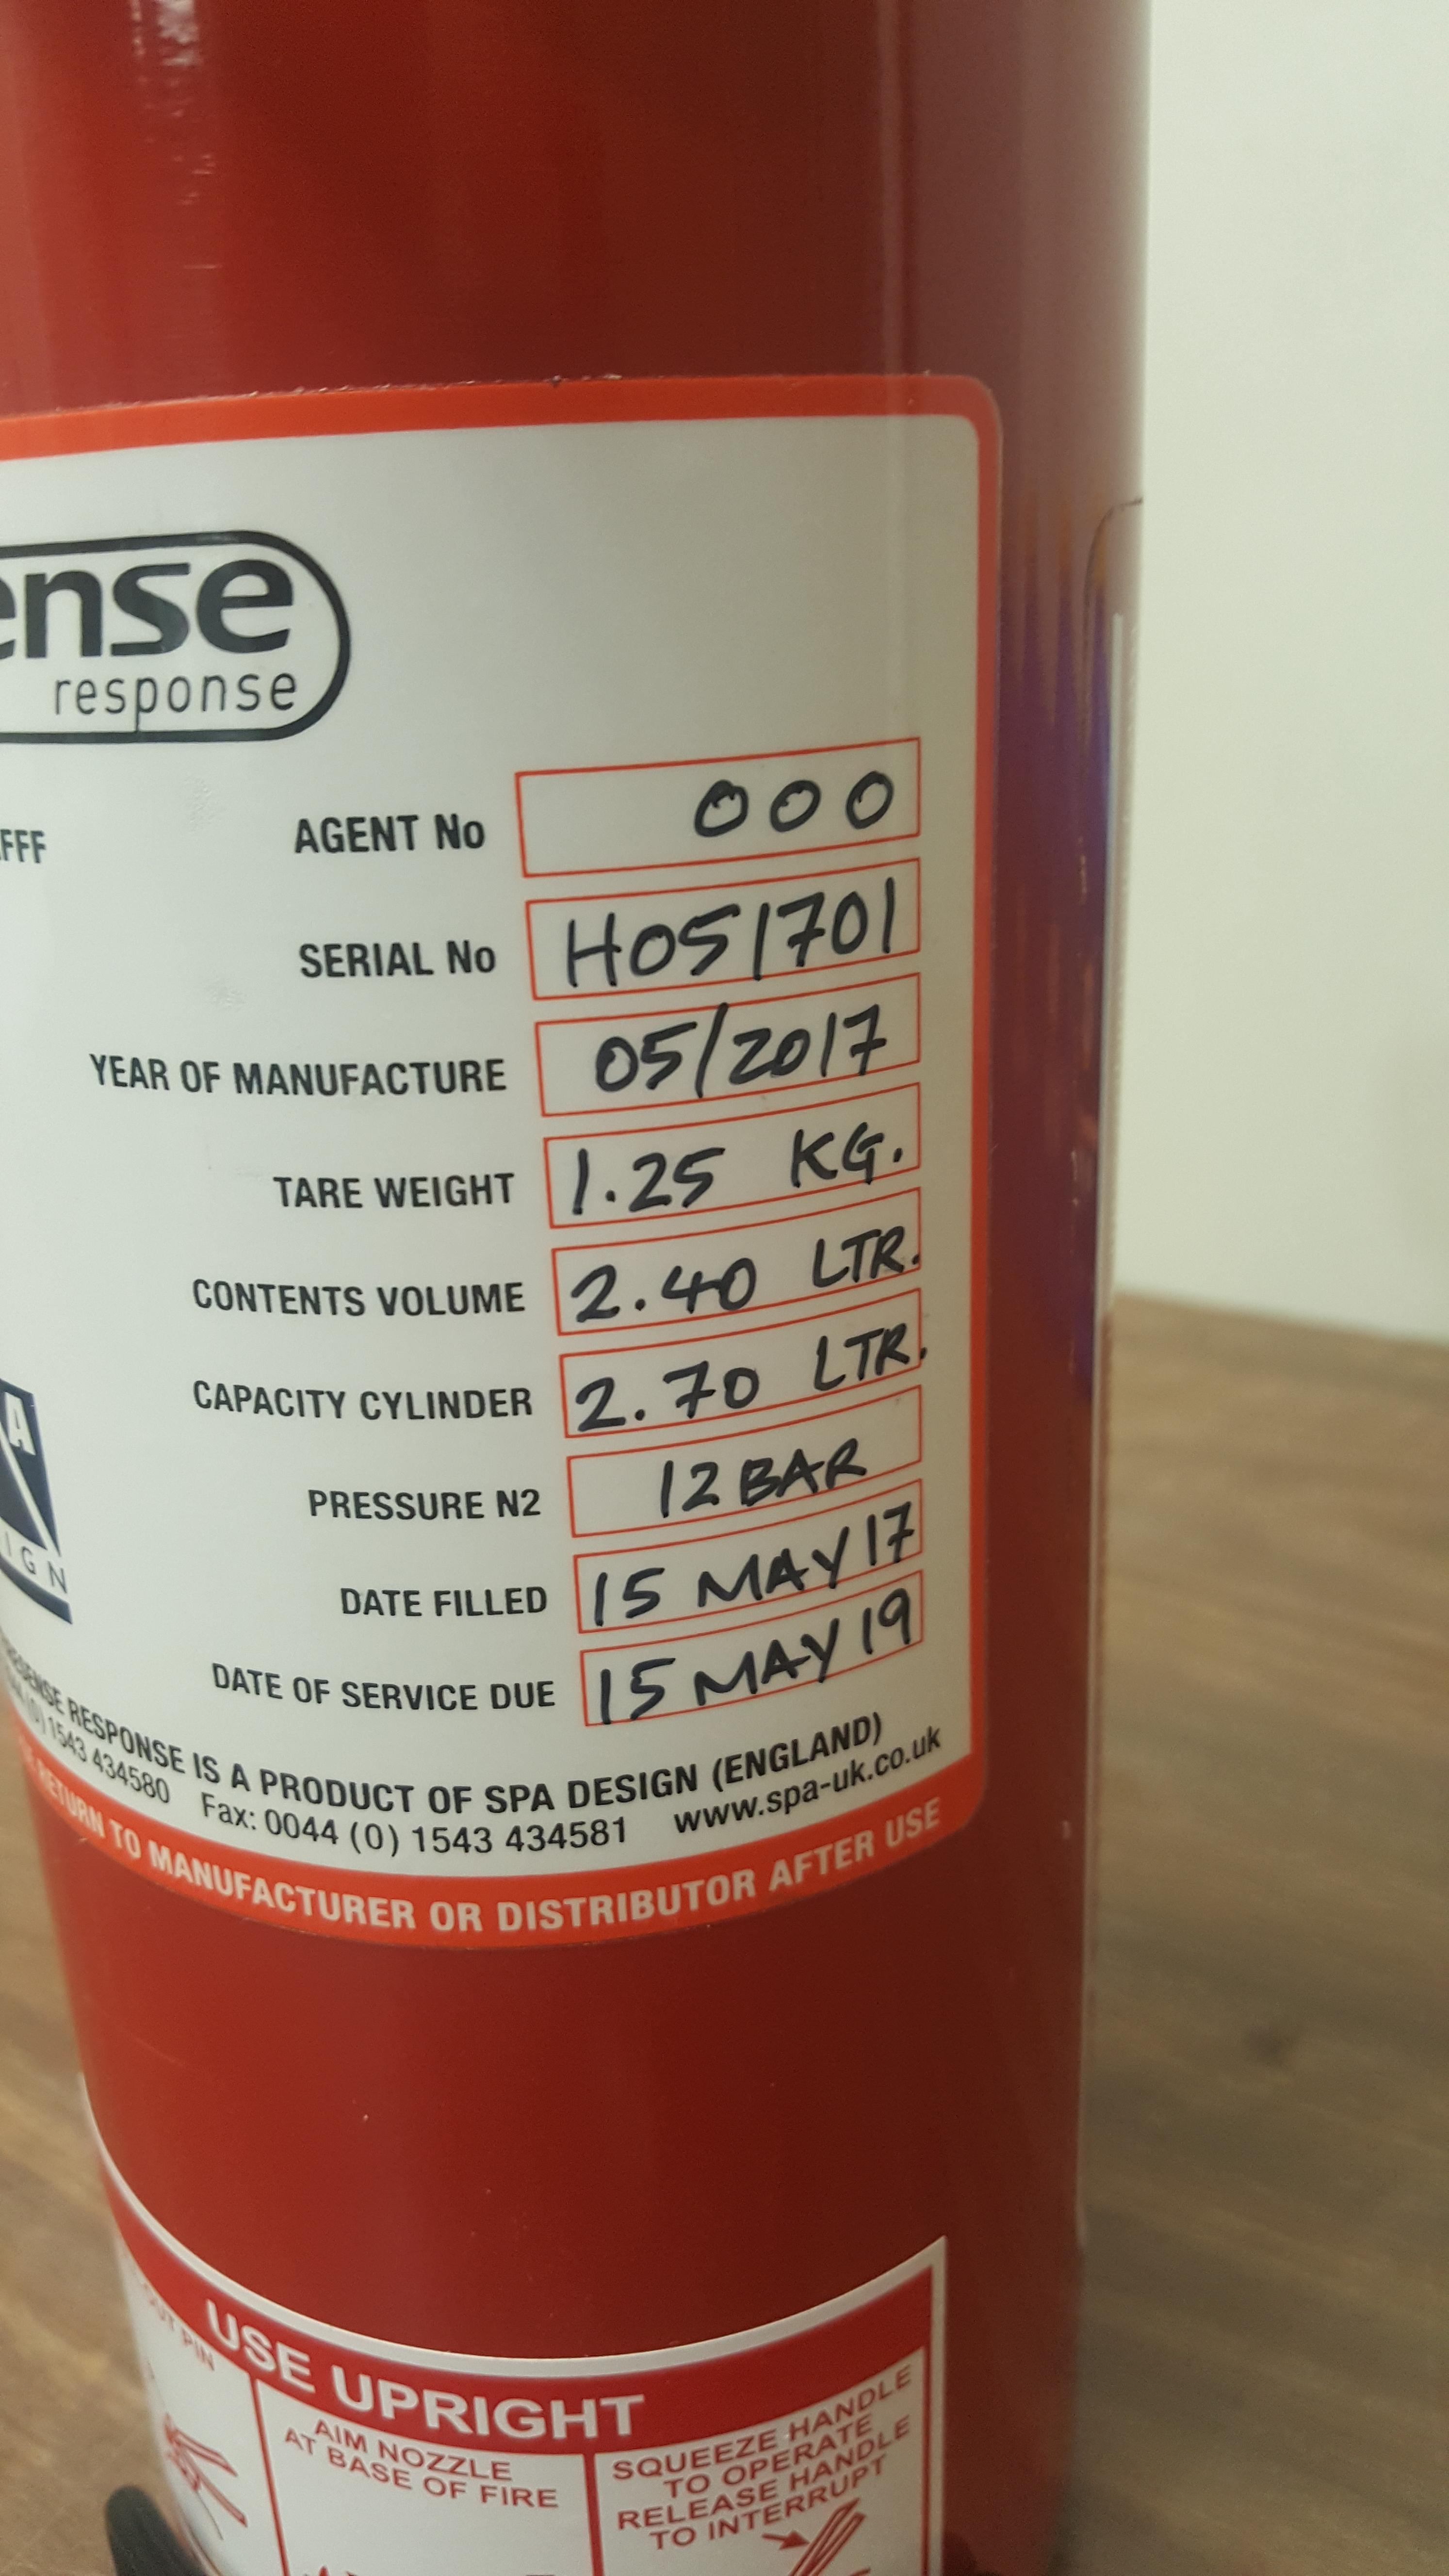 ense
response
FFF
AGENT No 000
SERIAL No H051701
YEAR OF MANUFACTURE 05/2017
TARE WEIGHT 1.25 KG.
CONTENTS VOLUME 2.40 LTR.
CAPACITY CYLINDER 2.70 LTR.
PRESSURE N2 12 BAR
DATE FILLED 15 MAY 17
DATE OF SERVICE DUE 15 MAY 19
A
IGN
RESPONSE IS A PRODUCT OF SPA DESIGN (ENGLAND)
(0) 1543 434580 Fax: 0044 (0) 1543 434581 www.spa-uk.co.uk
RETURN TO MANUFACTURER OR DISTRIBUTOR AFTER USE
USE UPRIGHT
PIN
AIM NOZZLE
AT BASE OF FIRE
SQUEEZE HANDLE
TO OPERATE
RELEASE HANDLE
TO INTERRUPT